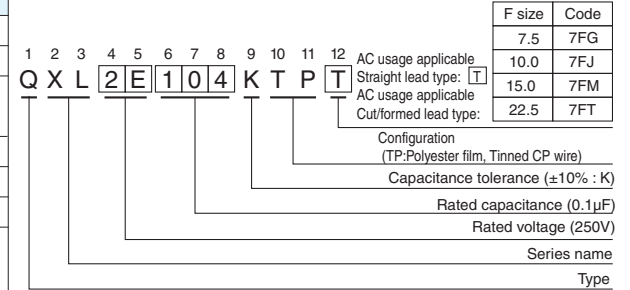 F size Code
7.5 7FG
10.0 7FJ
15.0 7FM
22.5 7FT
1 2 3 4 5 6 7 8 9 10 11 12
Q X L 2 E 1 0 4 K T P T
AC usage applicable
Straight lead type: T
AC usage applicable
Cut/formed lead type:
Configuration
(TP:Polyester film, Tinned CP wire)
Capacitance tolerance (±10% : K)
Rated capacitance (0.1µF)
Rated voltage (250V)
Series name
Type